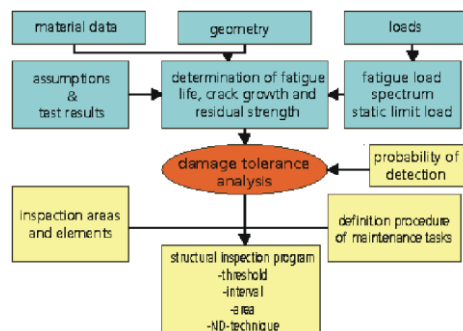 material data
geometry
loads
assumptions
& 
test results
determination of fatigue
life, crack growth and
residual strength
fatigue load
spectrum
static limit load
damage tolerance
analysis
probability of
detection
inspection areas
and elements
definition procedure
of maintenance tasks
structural inspection program
-threshold
-interval
-area
-ND-technique